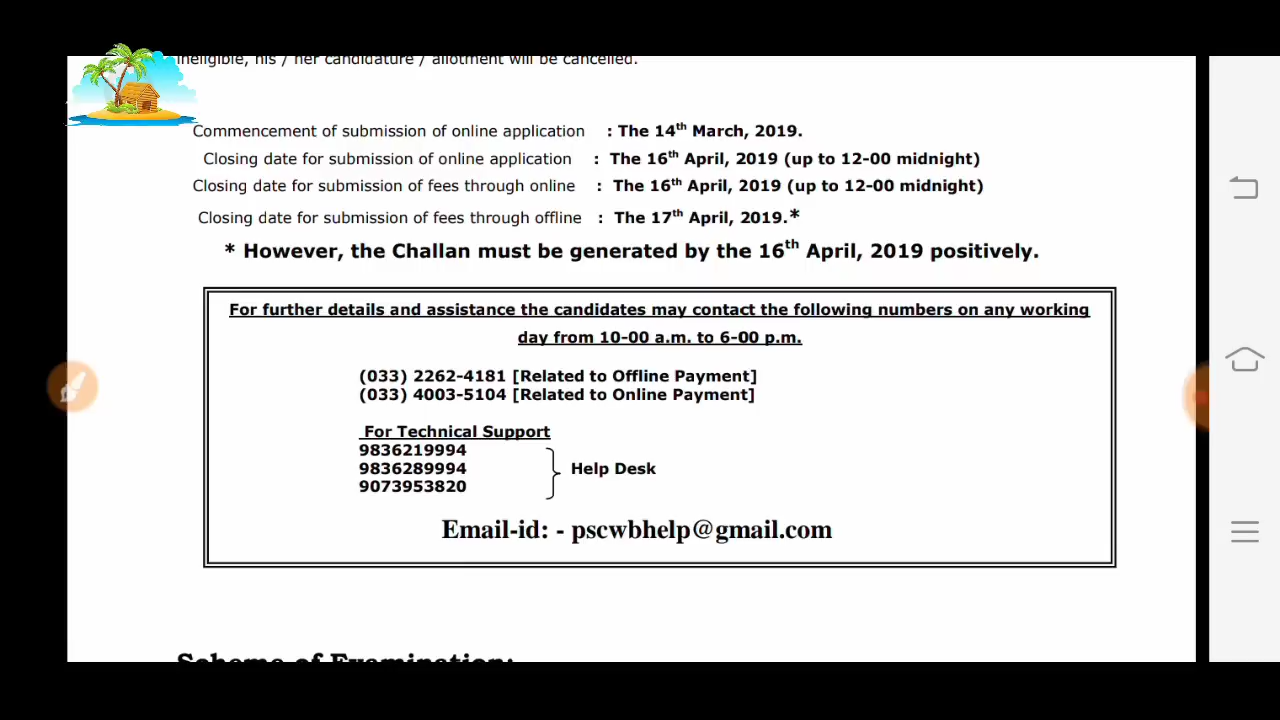 ineligible, his / her candidature / allotment will be cancelled.
Commencement of submission of online application : The 14th March, 2019.
Closing date for submission of online application : The 16th April, 2019 (up to 12-00 midnight)
Closing date for submission of fees through online : The 16th April, 2019 (up to 12-00 midnight)
Closing date for submission of fees through offline : The 17th April, 2019.*
* However, the Challan must be generated by the 16th April, 2019 positively.
For further details and assistance the candidates may contact the following numbers on any working
day from 10-00 a.m. to 6-00 p.m.
(033) 2262-4181 [Related to Offline Payment]
(033) 4003-5104 [Related to Online Payment]
For Technical Support
9836219994
9836289994 Help Desk
9073953820
Email-id: - pscwbhelp@gmail.com
Scheme of Examination: